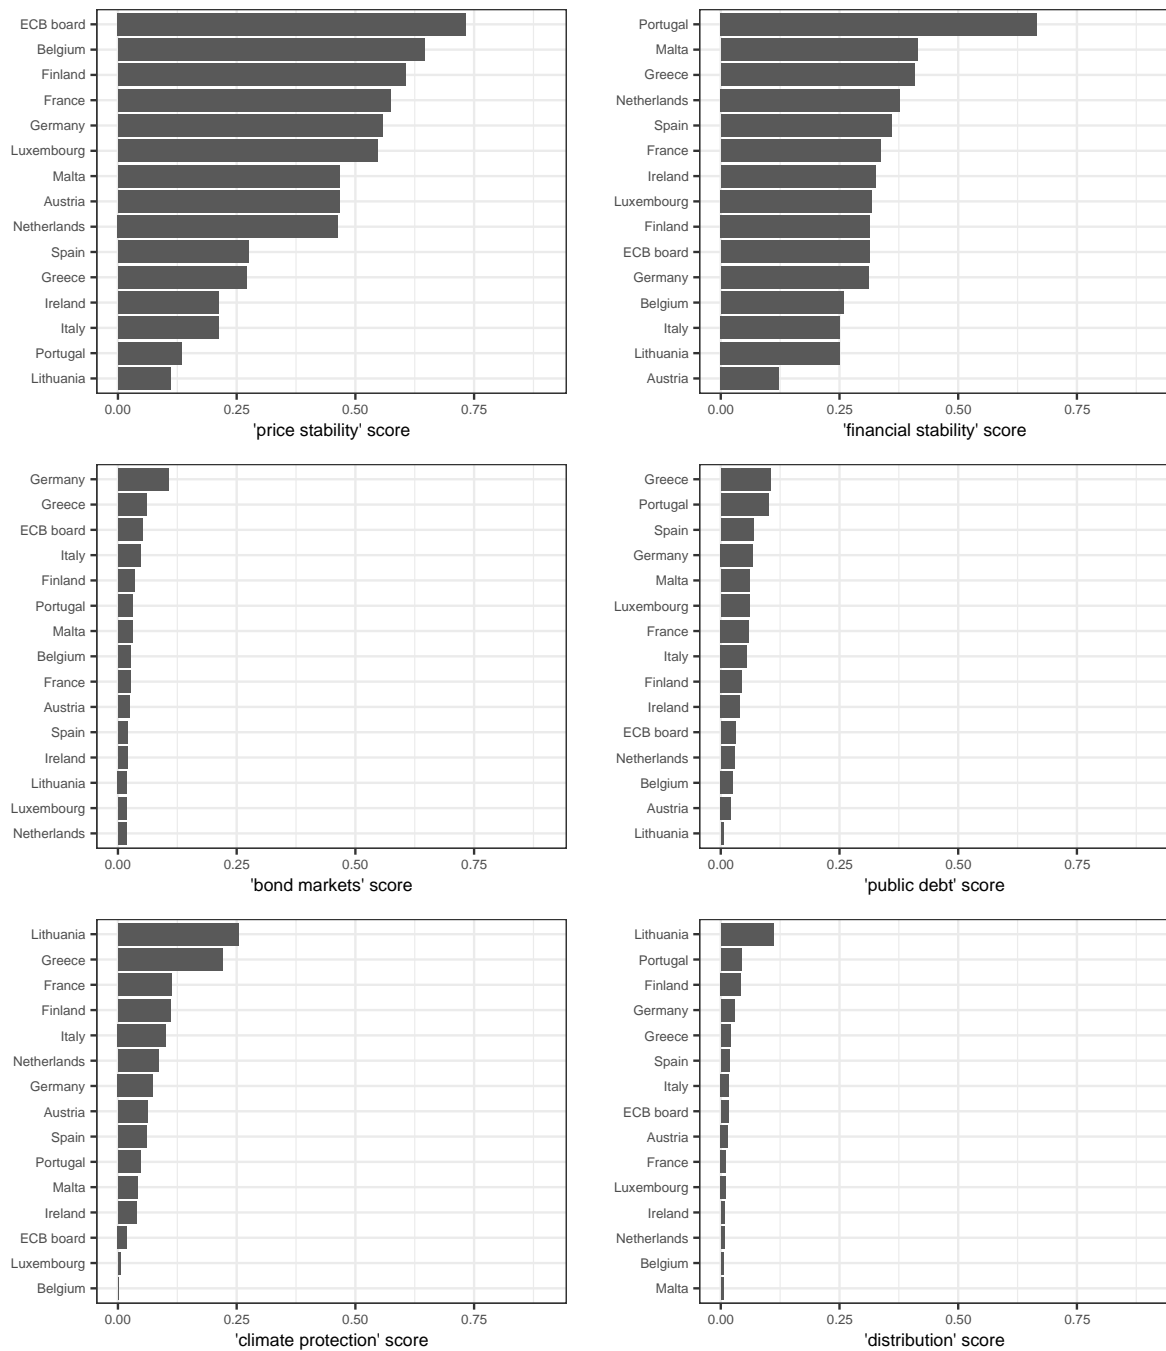 ECB board
Belgium
Finland
France
Germany
Luxembourg
Malta
Austria
Netherlands
Spain
Greece
Ireland
Italy
Portugal
Lithuania
0.00 0.25 0.50 0.75
'price stability' score
Portugal
Malta
Greece
Netherlands
Spain
France
Ireland
Luxembourg
Finland
ECB board
Germany
Belgium
Italy
Lithuania
Austria
0.00 0.25 0.50 0.75
'financial stability' score
Germany
Greece
ECB board
Italy
Finland
Portugal
Malta
Belgium
France
Austria
Spain
Ireland
Lithuania
Luxembourg
Netherlands
0.00 0.25 0.50 0.75
'bond markets' score
Greece
Portugal
Spain
Germany
Malta
Luxembourg
France
Italy
Finland
Ireland
ECB board
Netherlands
Belgium
Austria
Lithuania
0.00 0.25 0.50 0.75
'public debt' score
Lithuania
Greece
France
Finland
Italy
Netherlands
Germany
Austria
Spain
Portugal
Malta
Ireland
ECB board
Luxembourg
Belgium
0.00 0.25 0.50 0.75
'climate protection' score
Lithuania
Portugal
Finland
Germany
Greece
Spain
Italy
ECB board
Austria
France
Luxembourg
Ireland
Netherlands
Belgium
Malta
0.00 0.25 0.50 0.75
'distribution' score